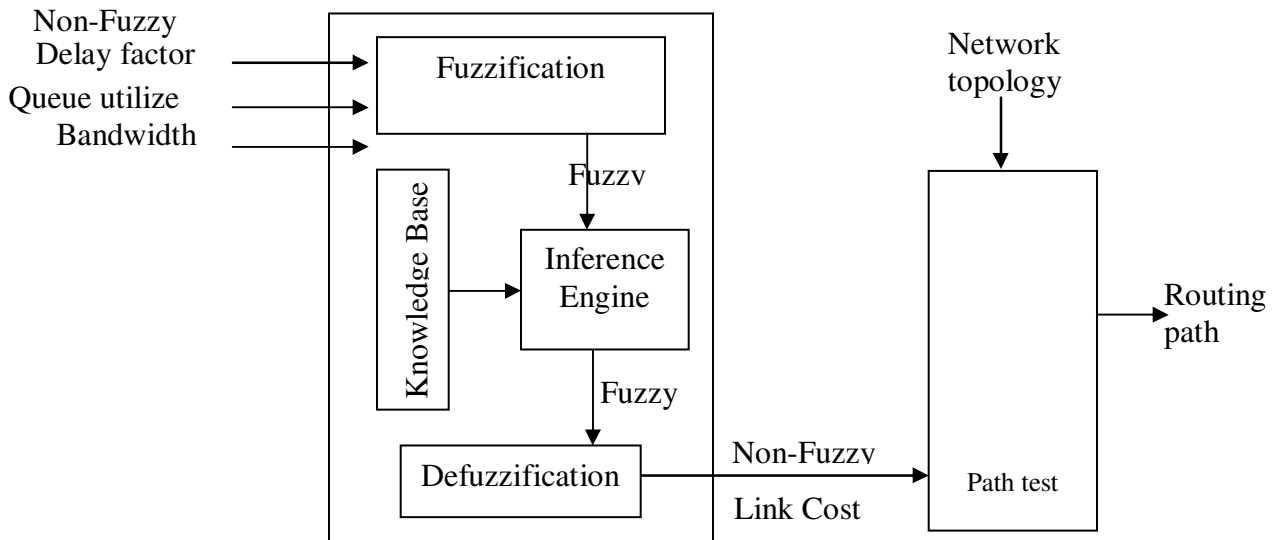 Non-Fuzzy
Delay factor
Queue utilize
Bandwidth
Fuzzification
Fuzzy
Knowledge Base
Inference
Engine
Fuzzy
Defuzzification
Non-Fuzzy
Link Cost
Network
topology
Path test
Routing
path